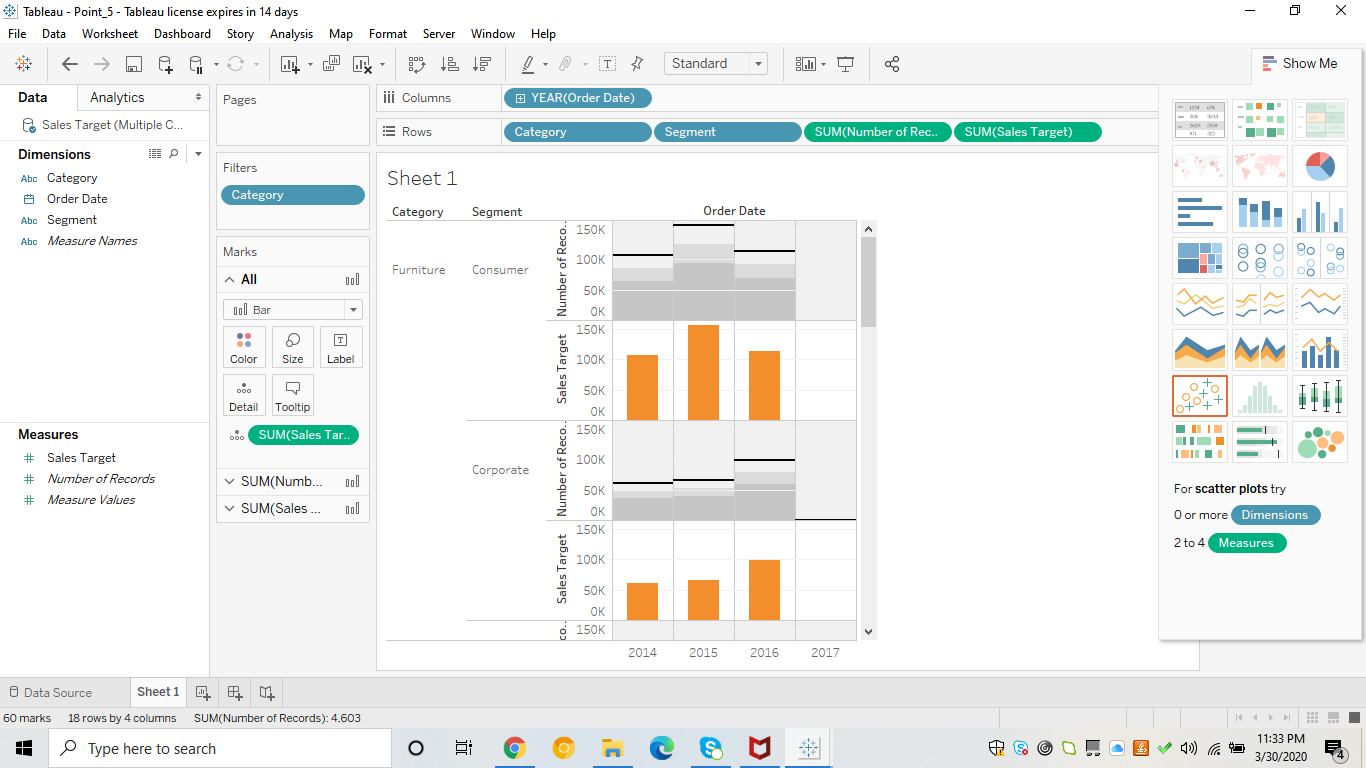 Tableau - Point_5 - Tableau license expires in 14 days
File Data Worksheet Dashboard Story Analysis Map Format Server Window Help
Standard
Show Me
Data Analytics
Sales Target (Multiple C...
Dimensions
Abc Category
Order Date
Abc Segment
Abc Measure Names
Measures
# Sales Target
# Number of Records
# Measure Values
Pages
Filters
Category
Marks
All
Bar
Color Size Label
Detail Tooltip
SUM(Sales Tar..
SUM(Numb...
SUM(Sales ...
Columns YEAR(Order Date)
Rows Category Segment SUM(Number of Rec.. SUM(Sales Target)
Sheet 1
Order Date
Category Segment
Furniture Consumer
Number of Reco..
150K
100K
50K
0K
Sales Target
150K
100K
50K
0K
Corporate
Number of Reco..
150K
100K
50K
0K
Sales Target
150K
100K
50K
0K
co..
150K
2014 2015 2016 2017
For scatter plots try
0 or more Dimensions
2 to 4 Measures
Data Source Sheet 1
60 marks 18 rows by 4 columns SUM(Number of Records): 4,603
Type here to search
11:33 PM
3/30/2020
4